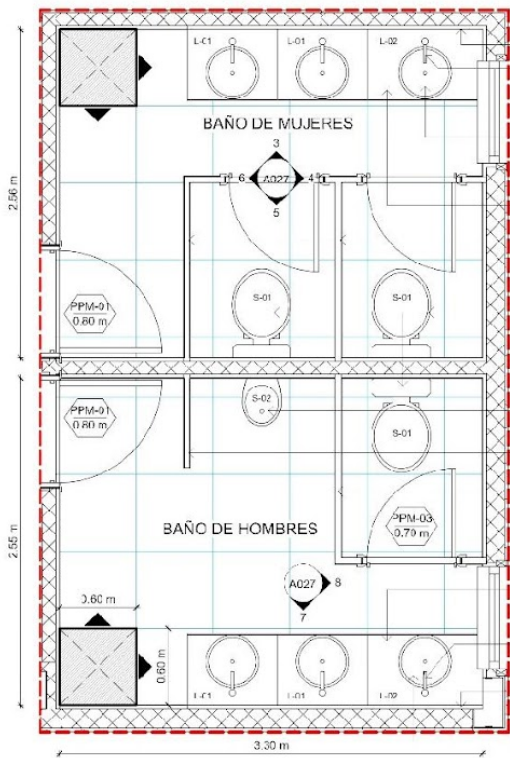 L-01
L-01
L-02
BAÑO DE MUJERES
3
6
A027
4
5
2.56 m
PPM-01
0.80 m
S-01
S-01
PPM-01
0.80 m
S-02
S-01
PPM-03
0.70 m
BAÑO DE HOMBRES
2.55 m
A027
8
7
0.60 m
0.60 m
L-01
L-01
L-02
3.30 m